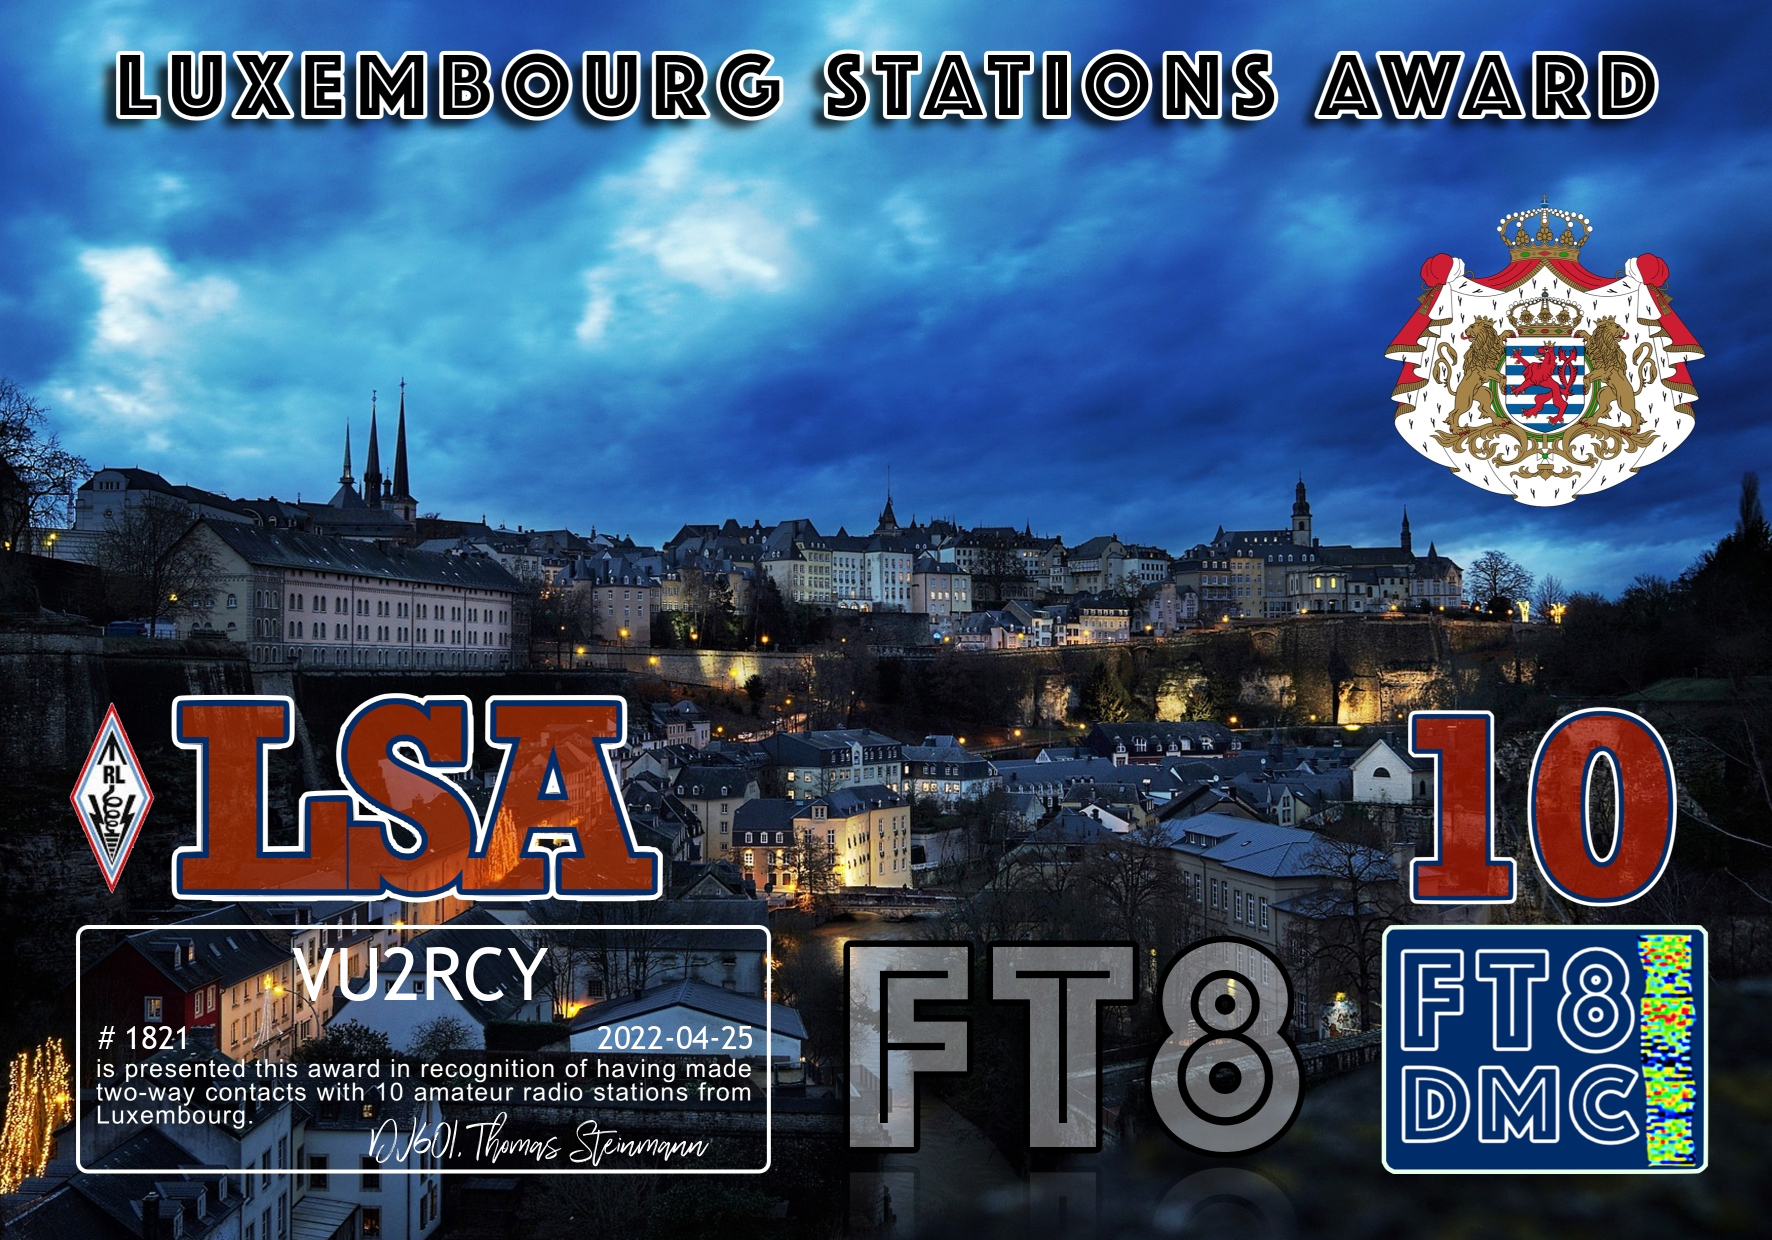 LUXEMBOURG STATIONS AWARD
LSA
10
RL
VU2RCY
# 1821
2022-04-25
is presented this award in recognition of having made
two-way contacts with 10 amateur radio stations from
Luxembourg.
DJ6OI, Thomas Steinmann
FT8
FT8
DMC